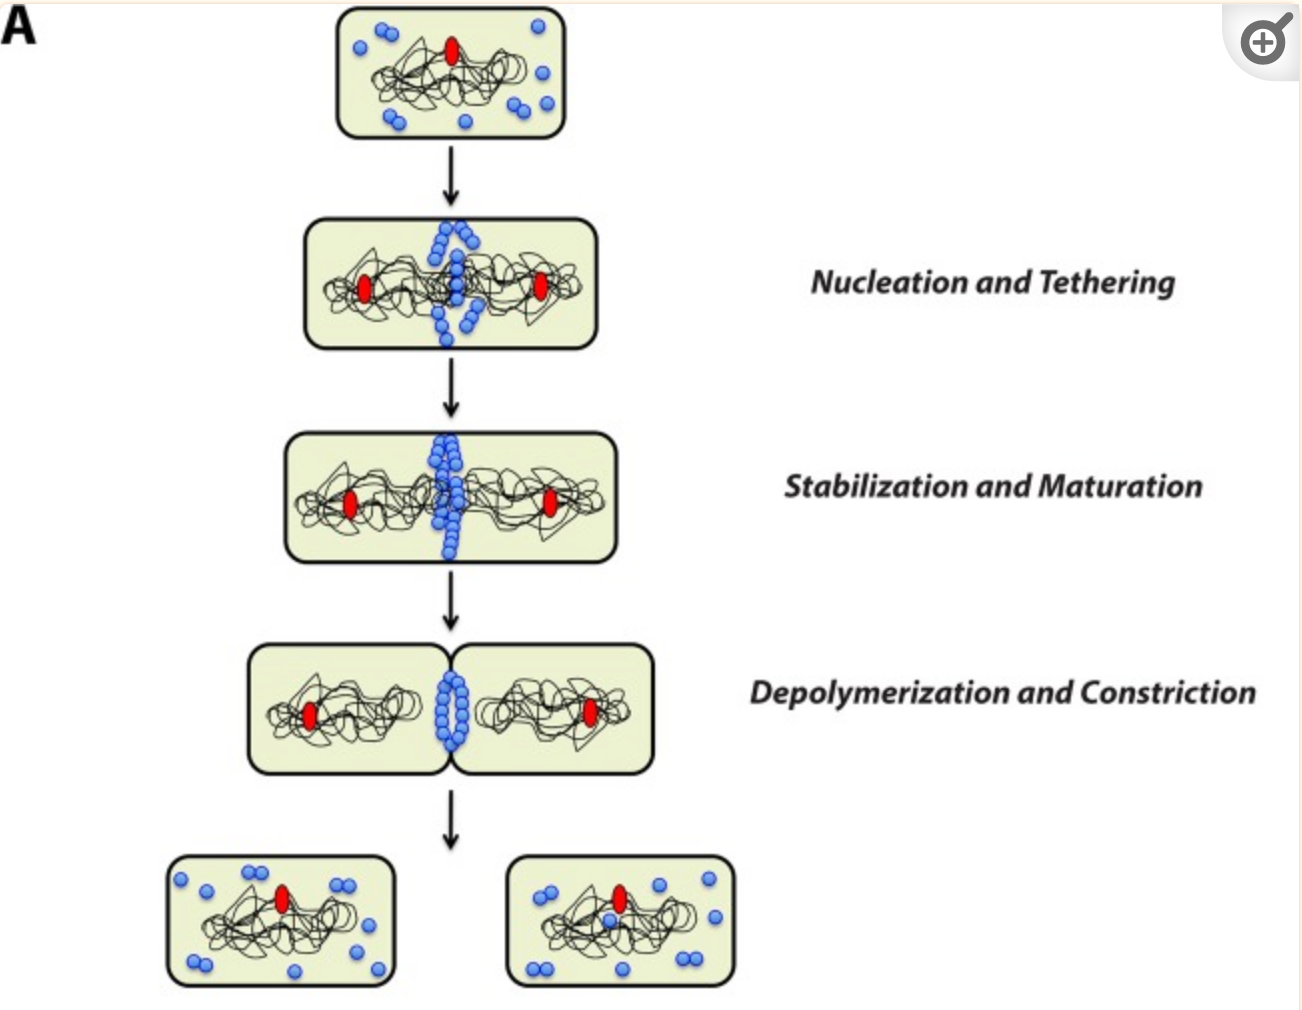 A
Nucleation and Tethering
Stabilization and Maturation
Depolymerization and Constriction